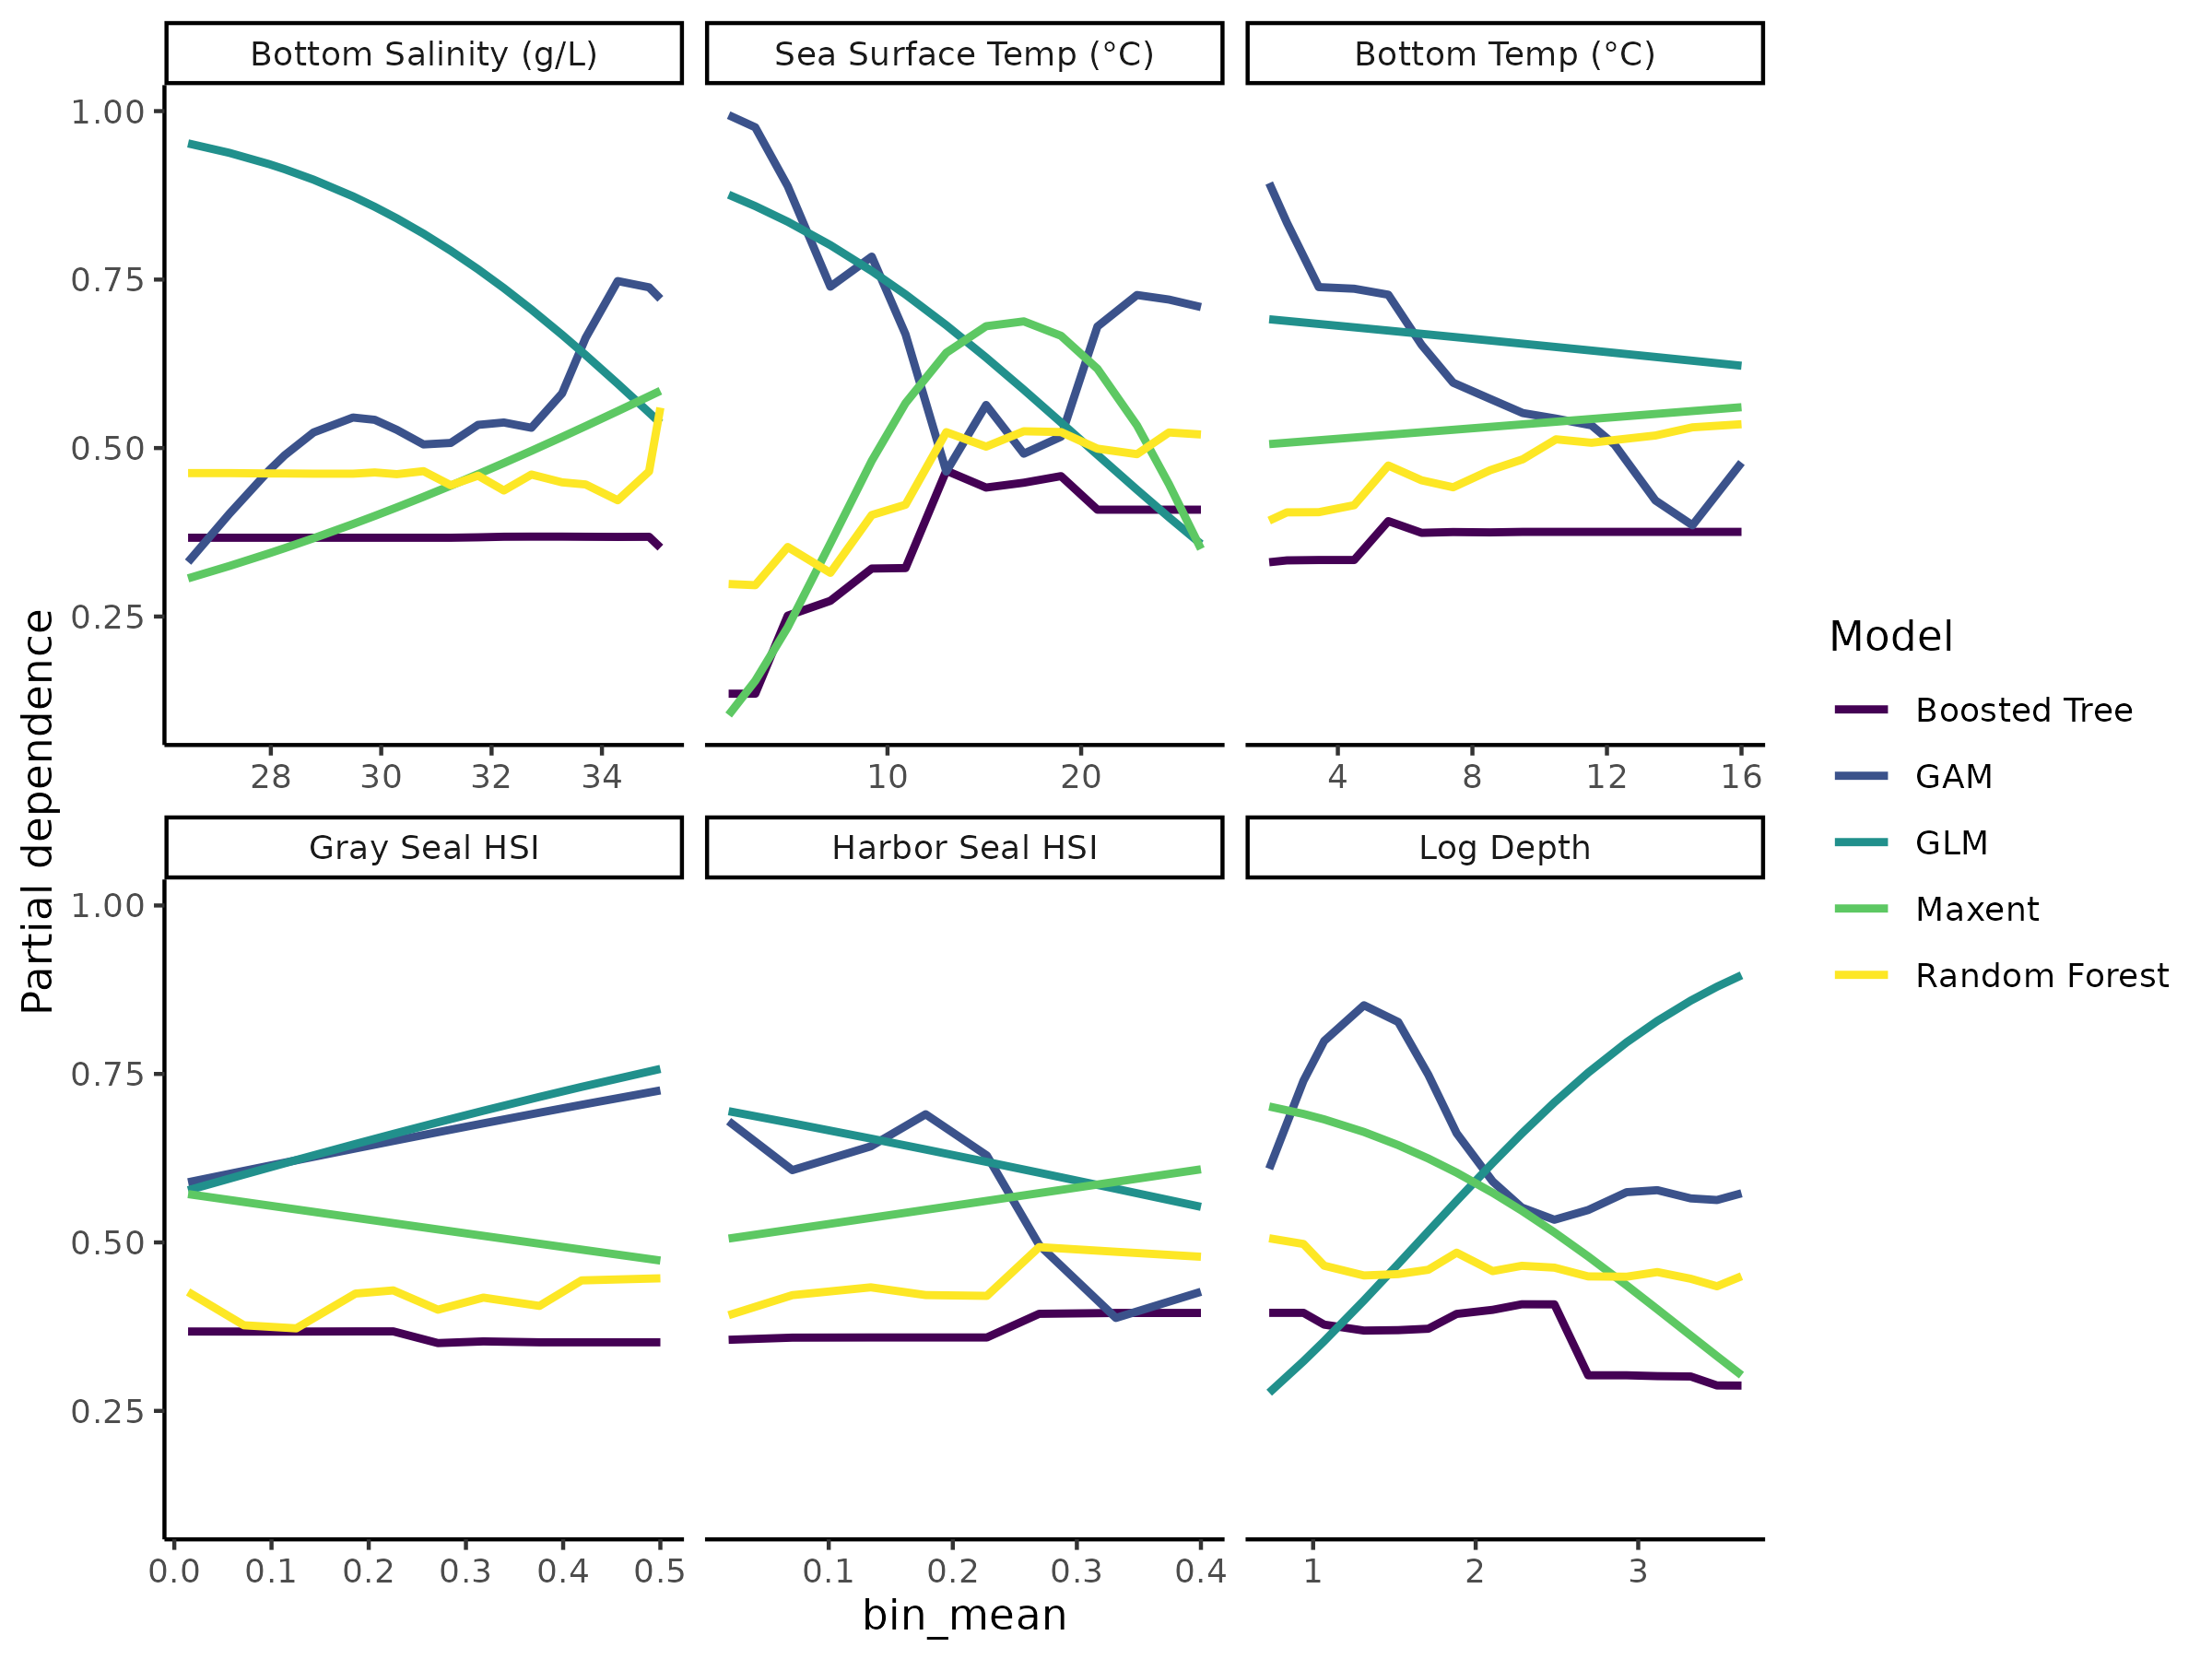 Bottom Salinity (g/L)
Sea Surface Temp (°C)
Bottom Temp (°C)
1.00
0.75
0.50
0.25
28 30 32 34
10 20
4 8 12 16
Gray Seal HSI
Harbor Seal HSI
Log Depth
1.00
0.75
0.50
0.25
0.0 0.1 0.2 0.3 0.4 0.5
0.1 0.2 0.3 0.4
1 2 3
bin_mean
Partial dependence
Model
Boosted Tree
GAM
GLM
Maxent
Random Forest